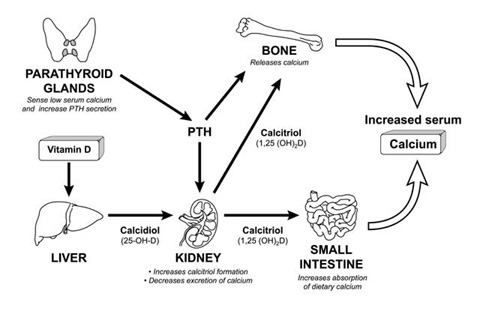 PARATHYROID
GLANDS
Sense low serum calcium
and increase PTH secretion
BONE
Releases calcium
Increased serum
Calcium
PTH
Calcitriol
(1,25 (OH)₂D)
Vitamin D
LIVER
Calcidiol
(25-OH-D)
KIDNEY
• Increases calcitriol formation
• Decreases excretion of calcium
Calcitriol
(1,25 (OH)₂D)
SMALL
INTESTINE
Increases absorption
of dietary calcium